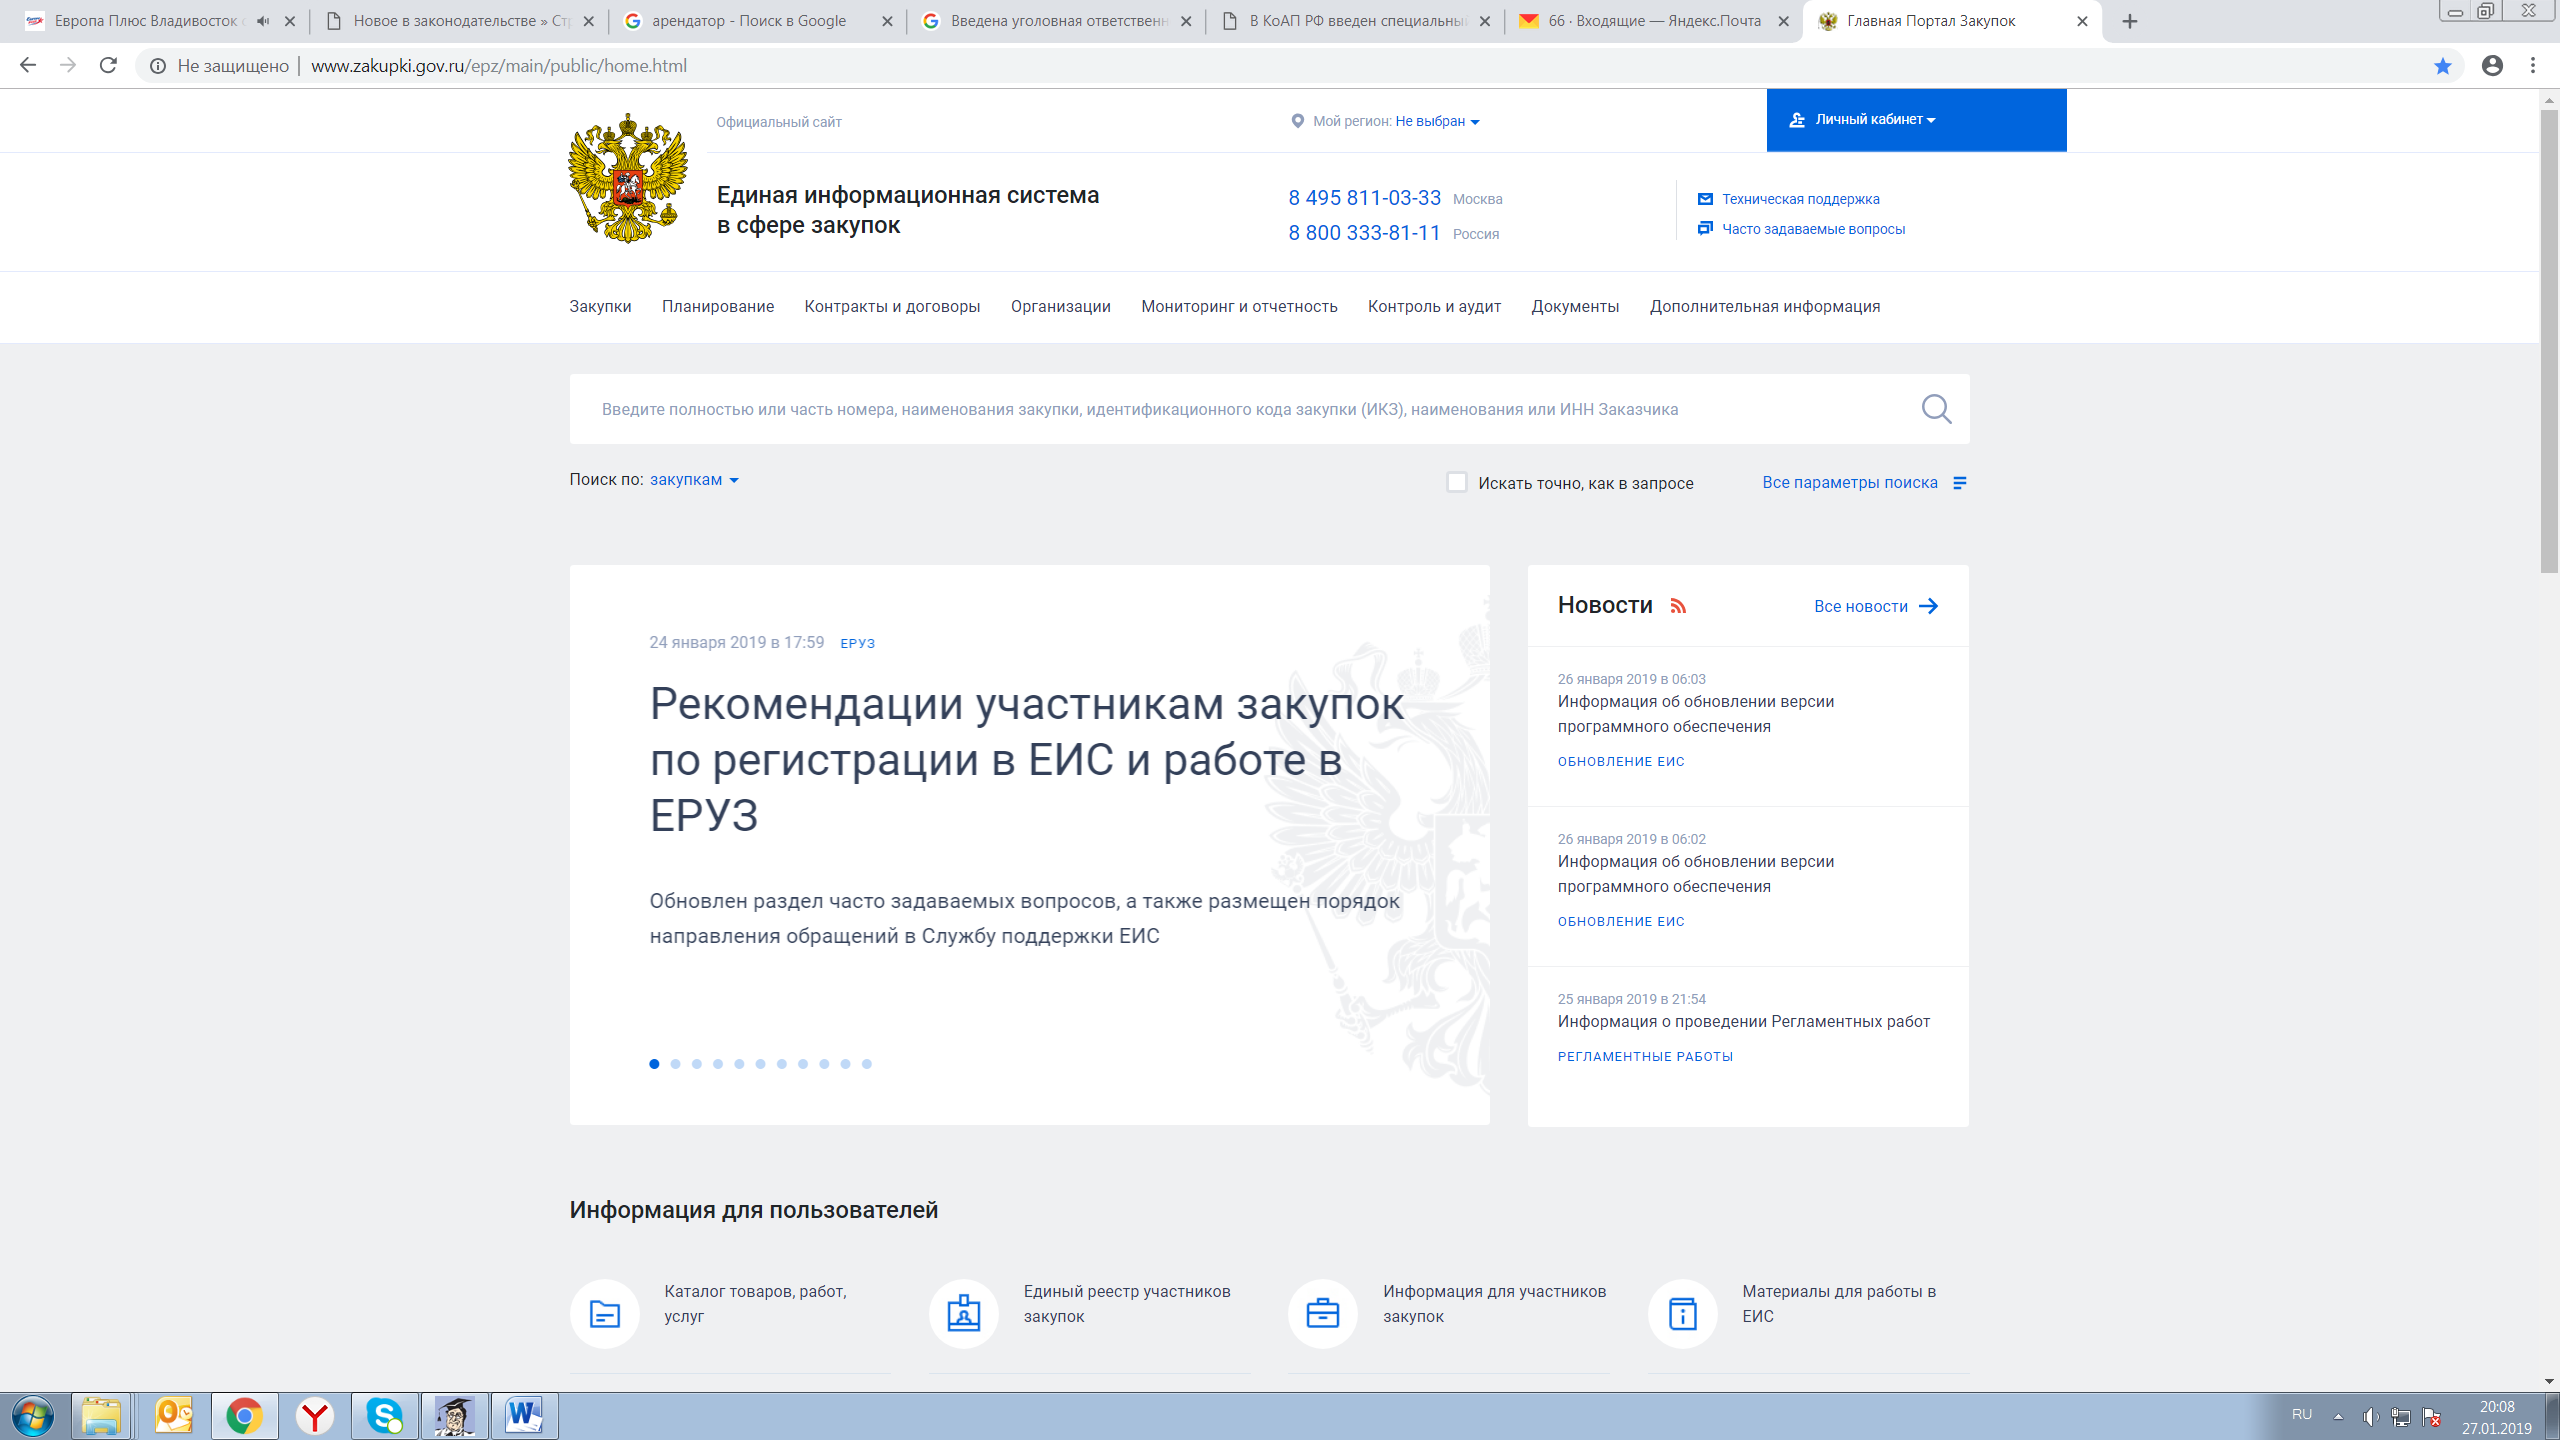 Европа Плюс Владивосток
Новое в законодательстве » Ст
арендатор - Поиск в Google
Введена уголовная ответствен
В КоАП РФ введен специальны
66 · Входящие — Яндекс.Почта
Главная Портал Закупок
Не защищено | www.zakupki.gov.ru/epz/main/public/home.html
Официальный сайт
Мой регион: Не выбран
Личный кабинет
Единая информационная система
в сфере закупок
8 495 811-03-33 Москва
8 800 333-81-11 Россия
Техническая поддержка
Часто задаваемые вопросы
Закупки Планирование Контракты и договоры Организации Мониторинг и отчетность Контроль и аудит Документы Дополнительная информация
Введите полностью или часть номера, наименования закупки, идентификационного кода закупки (ИКЗ), наименования или ИНН Заказчика
Поиск по: закупкам
Искать точно, как в запросе
Все параметры поиска
24 января 2019 в 17:59 ЕРУЗ
Рекомендации участникам закупок
по регистрации в ЕИС и работе в
ЕРУЗ
Обновлен раздел часто задаваемых вопросов, а также размещен порядок
направления обращений в Службу поддержки ЕИС
Новости
Все новости
26 января 2019 в 06:03
Информация об обновлении версии
программного обеспечения
ОБНОВЛЕНИЕ ЕИС
26 января 2019 в 06:02
Информация об обновлении версии
программного обеспечения
ОБНОВЛЕНИЕ ЕИС
25 января 2019 в 21:54
Информация о проведении Регламентных работ
РЕГЛАМЕНТНЫЕ РАБОТЫ
Информация для пользователей
Каталог товаров, работ,
услуг
Единый реестр участников
закупок
Информация для участников
закупок
Материалы для работы в
ЕИС
RU
20:08
27.01.2019